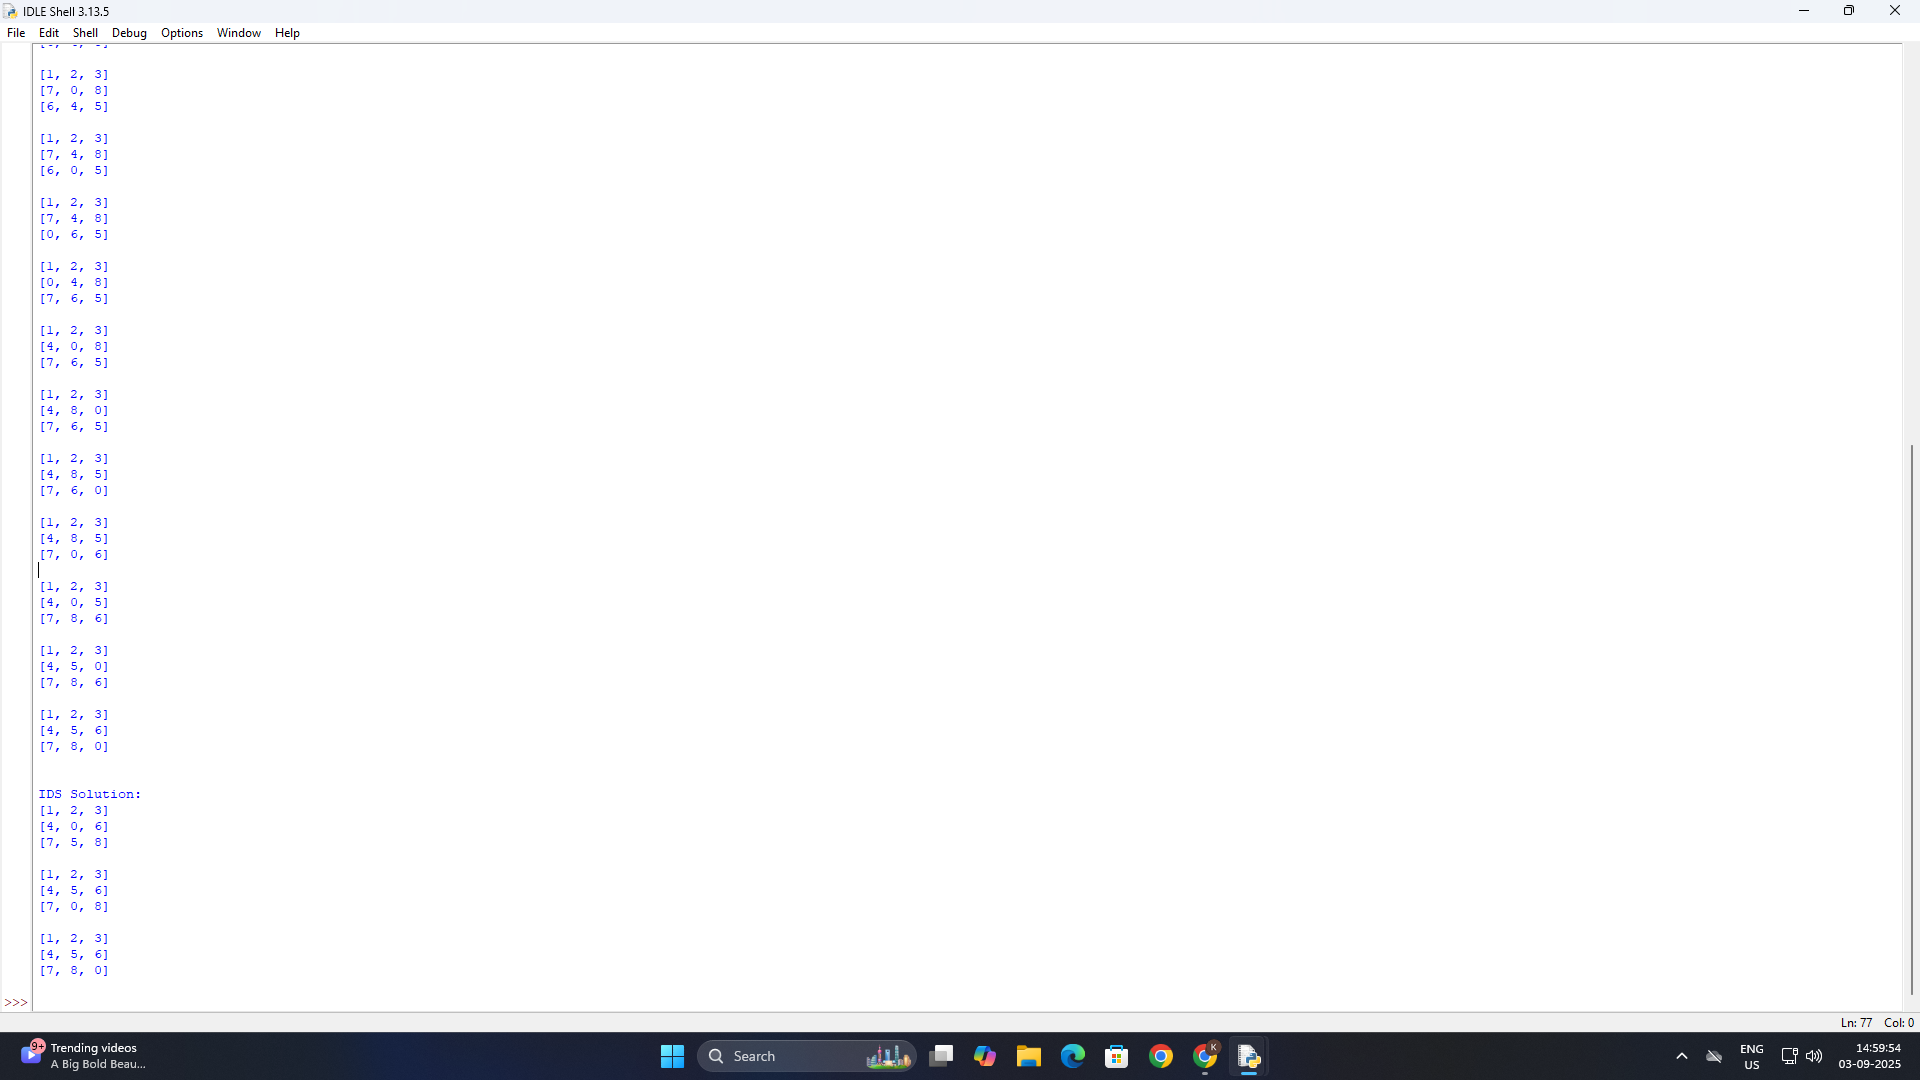 IDLE Shell 3.13.5
File Edit Shell Debug Options Window Help
[1, 2, 3]
[7, 0, 8]
[6, 4, 5]
[1, 2, 3]
[7, 4, 8]
[6, 0, 5]
[1, 2, 3]
[7, 4, 8]
[0, 6, 5]
[1, 2, 3]
[0, 4, 8]
[7, 6, 5]
[1, 2, 3]
[4, 0, 8]
[7, 6, 5]
[1, 2, 3]
[4, 8, 0]
[7, 6, 5]
[1, 2, 3]
[4, 8, 5]
[7, 6, 0]
[1, 2, 3]
[4, 8, 5]
[7, 0, 6]
[1, 2, 3]
[4, 0, 5]
[7, 8, 6]
[1, 2, 3]
[4, 5, 0]
[7, 8, 6]
[1, 2, 3]
[4, 5, 6]
[7, 8, 0]
IDS Solution:
[1, 2, 3]
[4, 0, 6]
[7, 5, 8]
[1, 2, 3]
[4, 5, 6]
[7, 0, 8]
[1, 2, 3]
[4, 5, 6]
[7, 8, 0]
>>>
Ln: 77 Col: 0
9+
Trending videos
A Big Bold Beau...
Search
K
ENG
US
14:59:54
03-09-2025